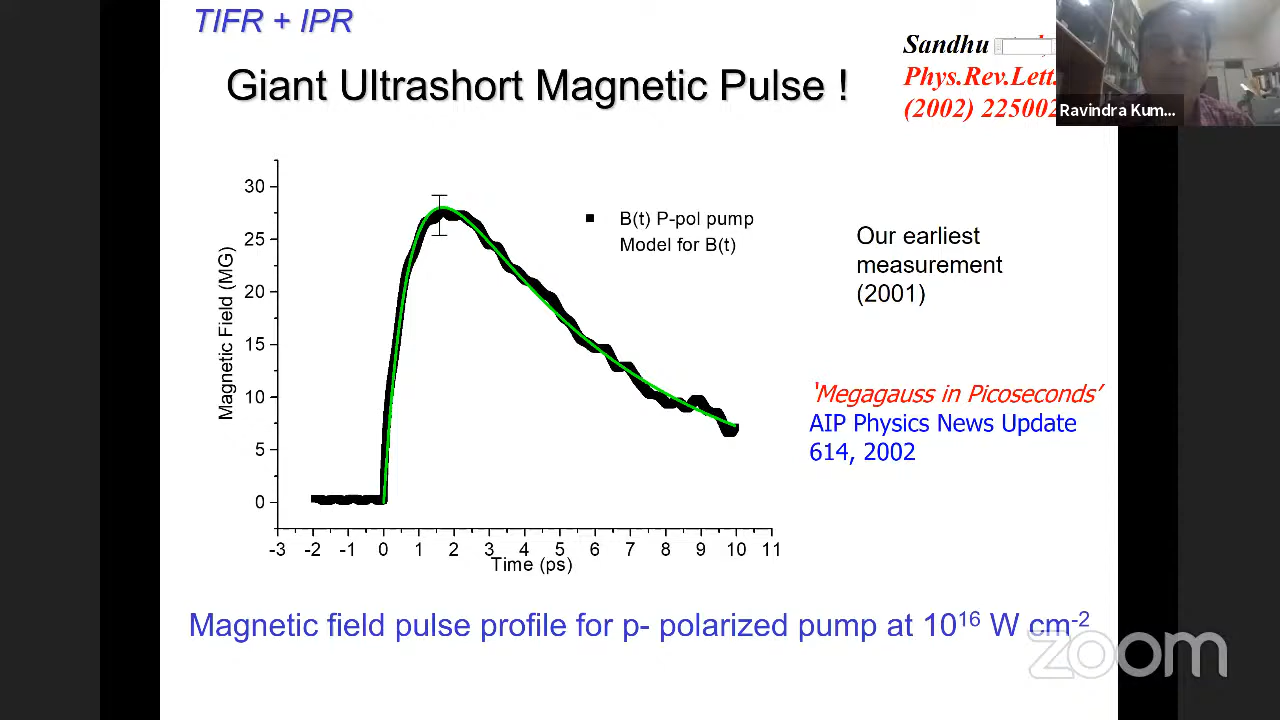 TIFR + IPR
Sandhu
Giant Ultrashort Magnetic Pulse !
Phys.Rev.Lett.
(2002) 225002
Ravindra Kum...
30
25
20
15
10
5
0
Magnetic Field (MG)
B(t) P-pol pump
Model for B(t)
-3 -2 -1 0 1 2 3 4 5 6 7 8 9 10 11
Time (ps)
Our earliest
measurement
(2001)
‘Megagauss in Picoseconds’
AIP Physics News Update
614, 2002
Magnetic field pulse profile for p- polarized pump at 10¹⁶ W cm⁻²
zoom